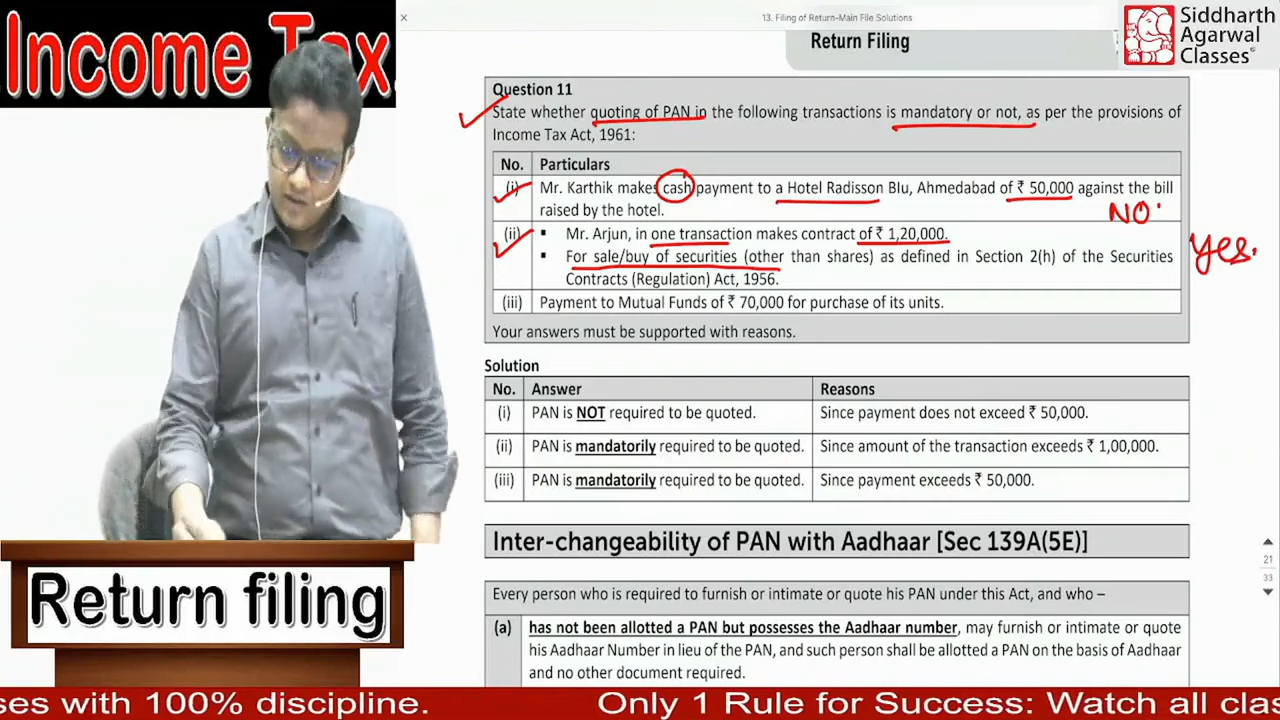 Income Tax.
×
13. Filing of Return-Main File Solutions
Return Filing
Siddharth
Agarwal
Classes®
Question 11
State whether quoting of PAN in the following transactions is mandatory or not, as per the provisions of
Income Tax Act, 1961:
No. Particulars
(i) Mr. Karthik makes cash payment to a Hotel Radisson Blu, Ahmedabad of ₹ 50,000 against the bill
raised by the hotel.
NO.
(ii) ▪ Mr. Arjun, in one transaction makes contract of ₹ 1,20,000.
Yes.
▪ For sale/buy of securities (other than shares) as defined in Section 2(h) of the Securities
Contracts (Regulation) Act, 1956.
(iii) Payment to Mutual Funds of ₹ 70,000 for purchase of its units.
Your answers must be supported with reasons.
Solution
No. Answer Reasons
(i) PAN is NOT required to be quoted. Since payment does not exceed ₹ 50,000.
(ii) PAN is mandatorily required to be quoted. Since amount of the transaction exceeds ₹ 1,00,000.
(iii) PAN is mandatorily required to be quoted. Since payment exceeds ₹ 50,000.
Inter-changeability of PAN with Aadhaar [Sec 139A(5E)]
21
33
Every person who is required to furnish or intimate or quote his PAN under this Act, and who –
(a) has not been allotted a PAN but possesses the Aadhaar number, may furnish or intimate or quote
his Aadhaar Number in lieu of the PAN, and such person shall be allotted a PAN on the basis of Aadhaar
and no other document required.
Return filing
ses with 100% discipline. Only 1 Rule for Success: Watch all clas